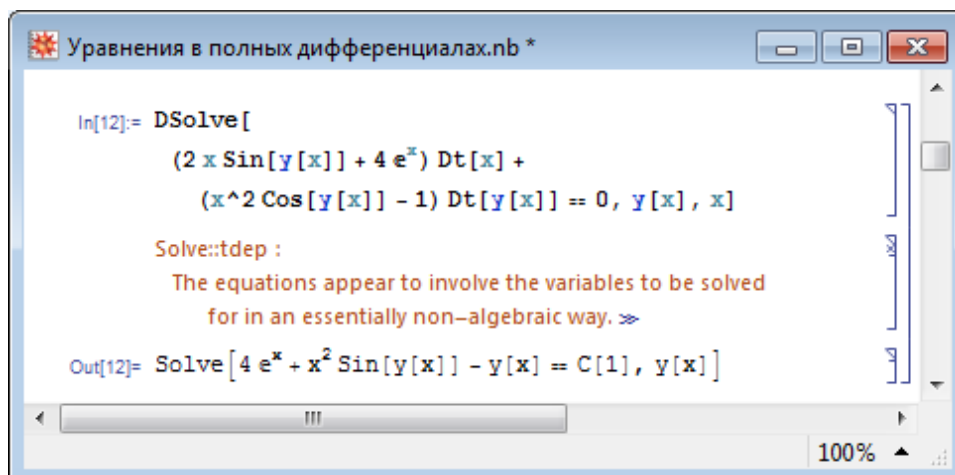 Уравнения в полных дифференциалах.nb *
In[12]:= DSolve[
(2 x Sin[y[x]] + 4 e^x) Dt[x] +
(x^2 Cos[y[x]] - 1) Dt[y[x]] == 0, y[x], x]
Solve::tdep :
The equations appear to involve the variables to be solved
for in an essentially non-algebraic way. ≫
Out[12]= Solve[4 e^x + x^2 Sin[y[x]] - y[x] == C[1], y[x]]
100%